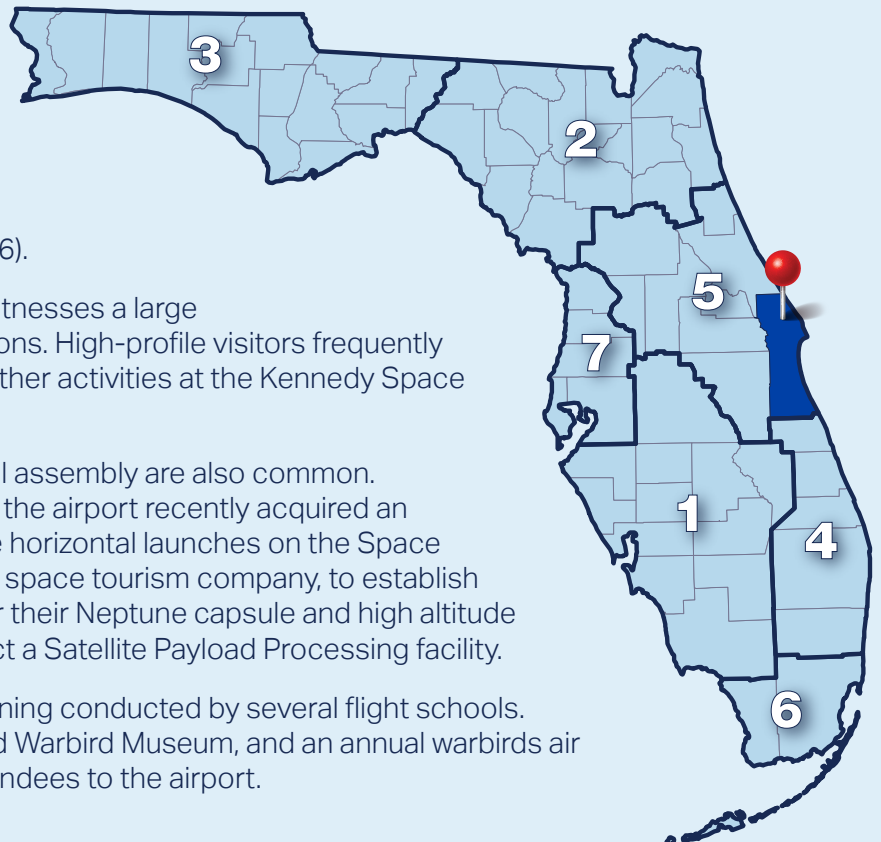 3
2
6).
5
tnesses a large
ons. High-profile visitors frequently
7
ther activities at the Kennedy Space
l assembly are also common.
the airport recently acquired an
1
e horizontal launches on the Space
4
space tourism company, to establish
r their Neptune capsule and high altitude
ct a Satellite Payload Processing facility.
ning conducted by several flight schools.
6
d Warbird Museum, and an annual warbirds air
ndees to the airport.